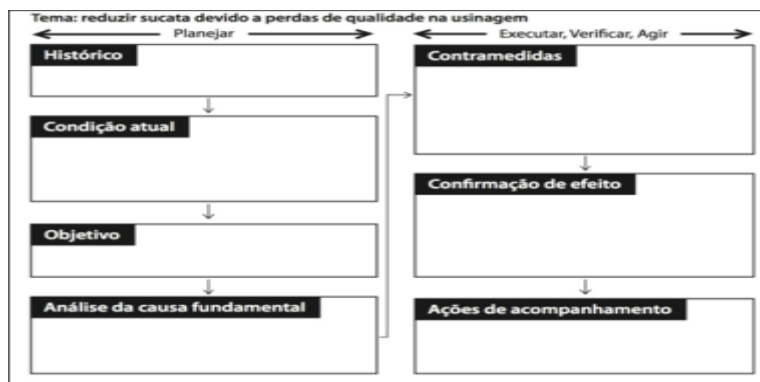 Tema: reduzir sucata devido a perdas de qualidade na usinagem
Planejar
Histórico
Condição atual
Objetivo
Análise da causa fundamental
Executar, Verificar, Agir
Contramedidas
Confirmação de efeito
Ações de acompanhamento